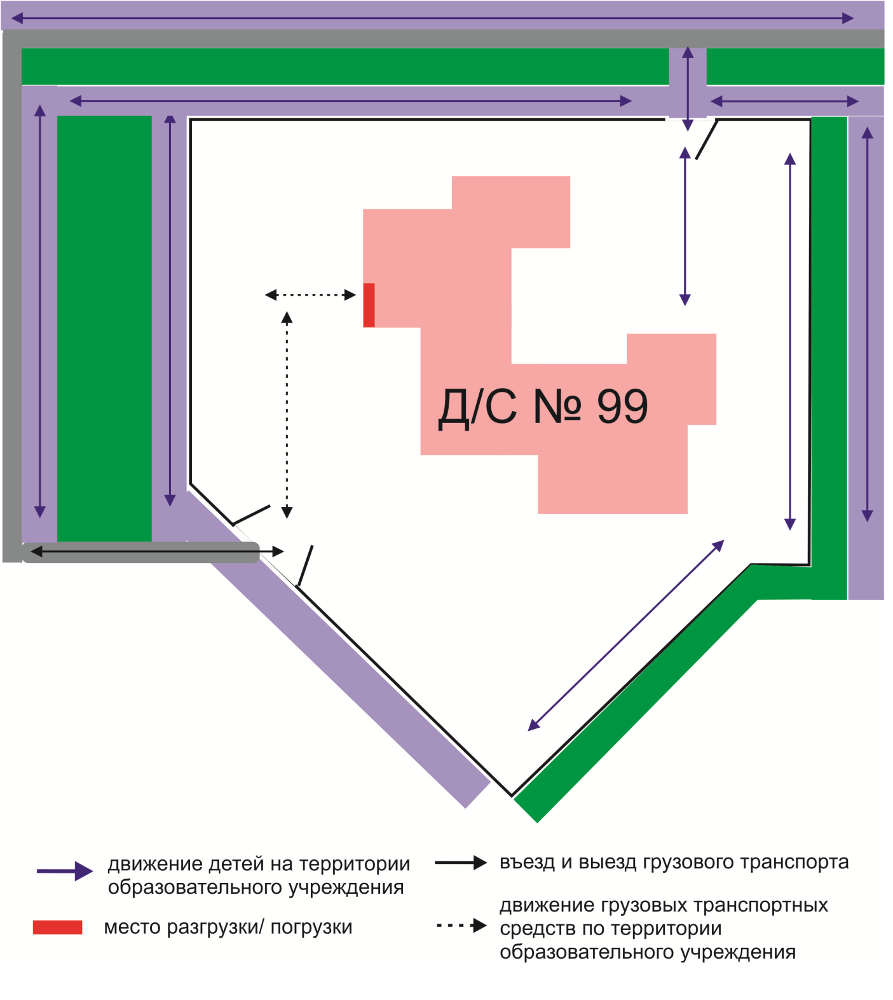 Д/С № 99
движение детей на территории
образовательного учреждения
место разгрузки/ погрузки
въезд и выезд грузового транспорта
движение грузовых транспортных
средств по территории
образовательного учреждения